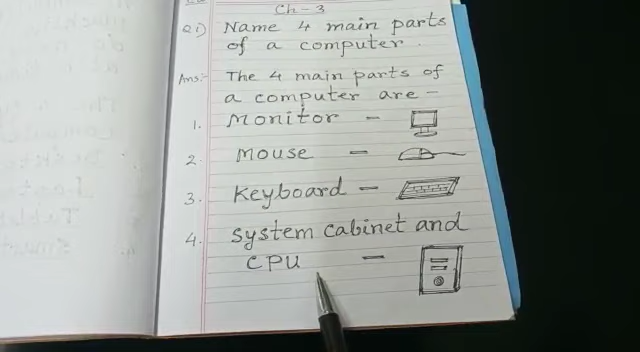 Ch-3
Q1) Name 4 main parts
of a computer.
Ans:- The 4 main parts of
a computer are -
1. Monitor -
2. Mouse -
3. Keyboard -
4. System cabinet and
CPU -